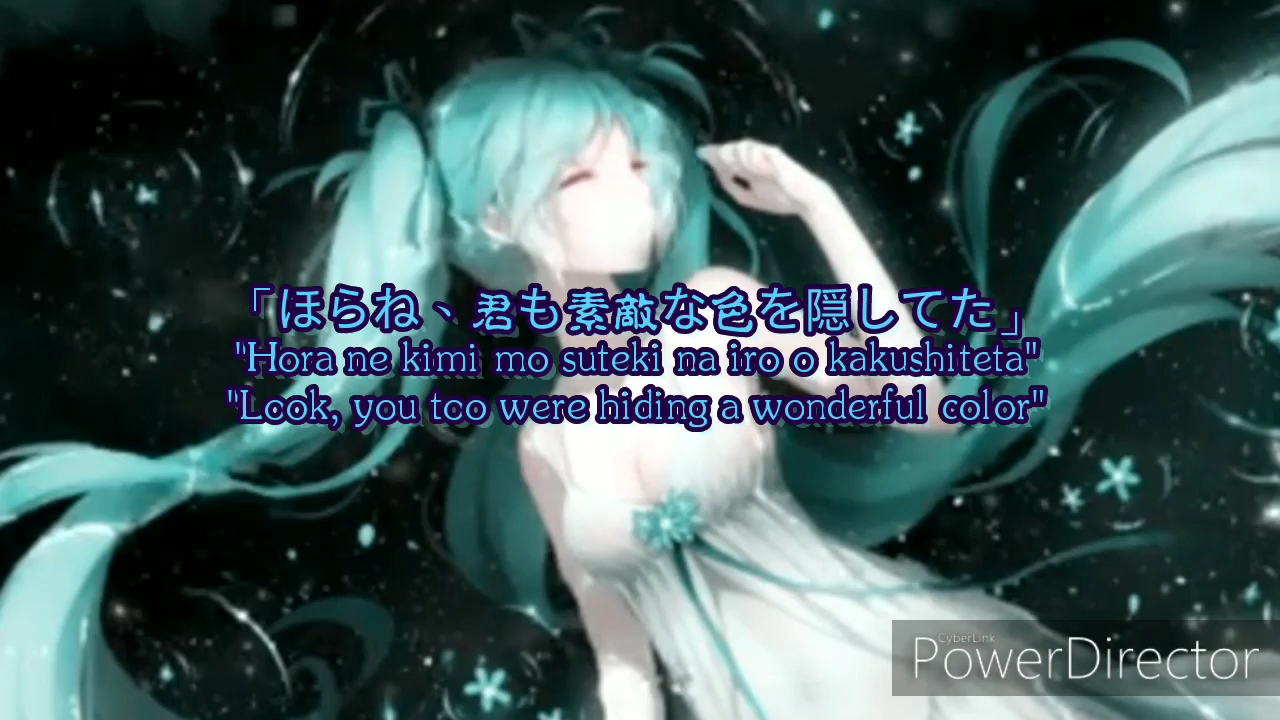 「ほらね、君も素敵な色を隠してた」
"Hora ne kimi mo suteki na iro o kakushiteta"
"Look, you too were hiding a wonderful color"
CyberLink
PowerDirector